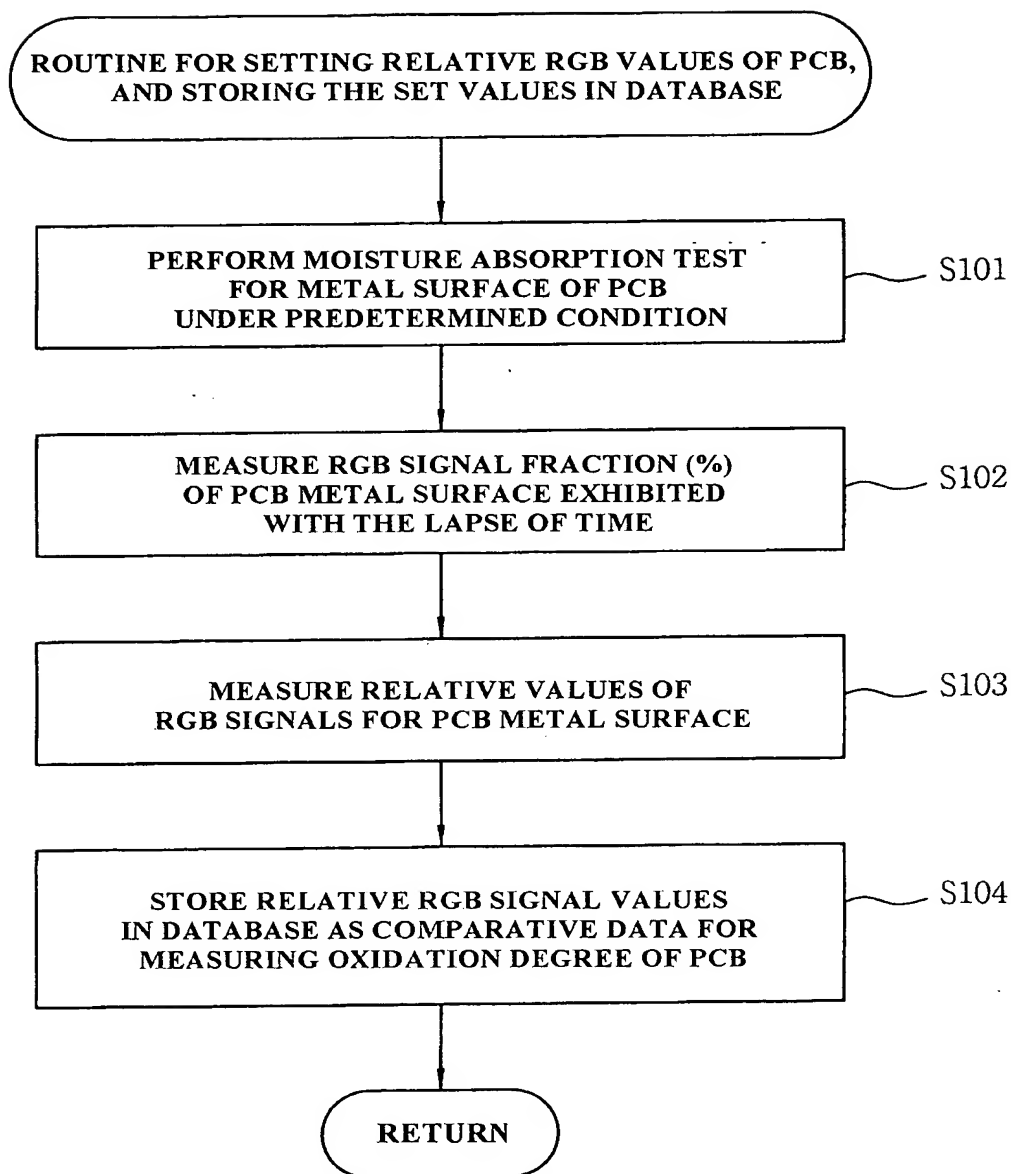 ROUTINE FOR SETTING RELATIVE RGB VALUES OF PCB,
AND STORING THE SET VALUES IN DATABASE
PERFORM MOISTURE ABSORPTION TEST
FOR METAL SURFACE OF PCB
UNDER PREDETERMINED CONDITION
S101
MEASURE RGB SIGNAL FRACTION (%)
OF PCB METAL SURFACE EXHIBITED
WITH THE LAPSE OF TIME
S102
MEASURE RELATIVE VALUES OF
RGB SIGNALS FOR PCB METAL SURFACE
S103
STORE RELATIVE RGB SIGNAL VALUES
IN DATABASE AS COMPARATIVE DATA FOR
MEASURING OXIDATION DEGREE OF PCB
S104
RETURN